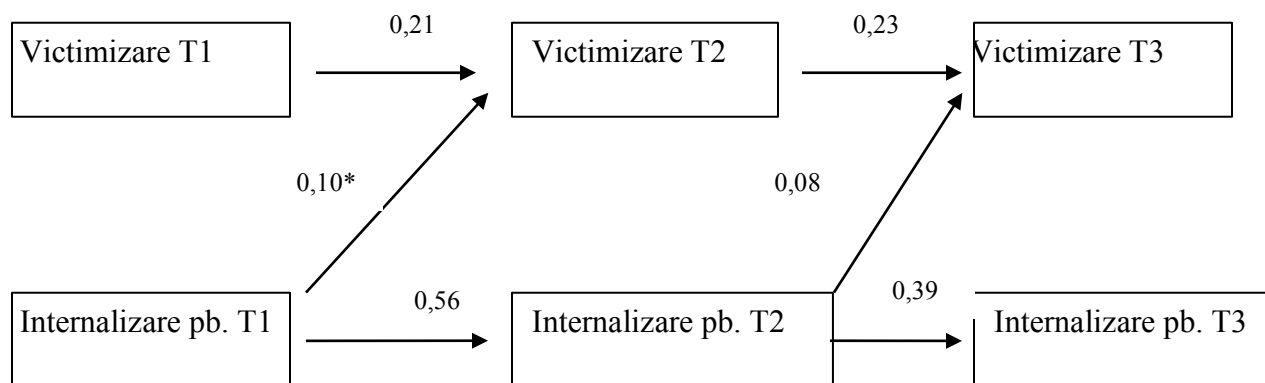 0,21
0,23
Victimizare T1
Victimizare T2
Victimizare T3
0,10*
0,08
0,56
0,39
Internalizare pb. T1
Internalizare pb. T2
Internalizare pb. T3